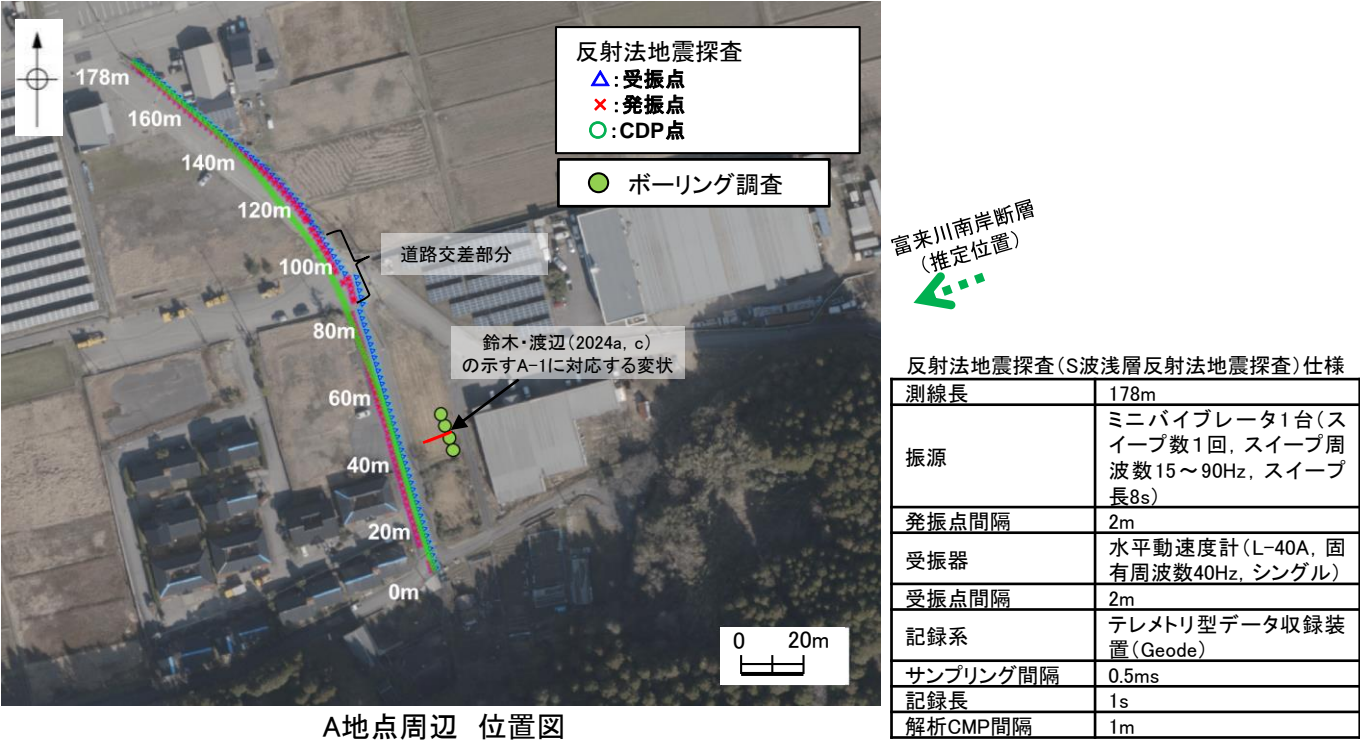 反射法地震探査
△:受振点
×:発振点
○:CDP点
ボーリング調査
178m
160m
140m
120m
100m
80m
60m
40m
20m
0m
道路交差部分
鈴木・渡辺(2024a, c)
の示すA-1に対応する変状
0 20m
A地点周辺 位置図
富来川南岸断層
(推定位置)
反射法地震探査(S波浅層反射法地震探査)仕様
測線長 178m
振源 ミニバイブレータ1台(ス
イープ数1回, スイープ周
波数15～90Hz, スイープ
長8s)
発振点間隔 2m
受振器 水平動速度計(L-40A, 固
有周波数40Hz, シングル)
受振点間隔 2m
記録系 テレメトリ型データ収録装
置(Geode)
サンプリング間隔 0.5ms
記録長 1s
解析CMP間隔 1m